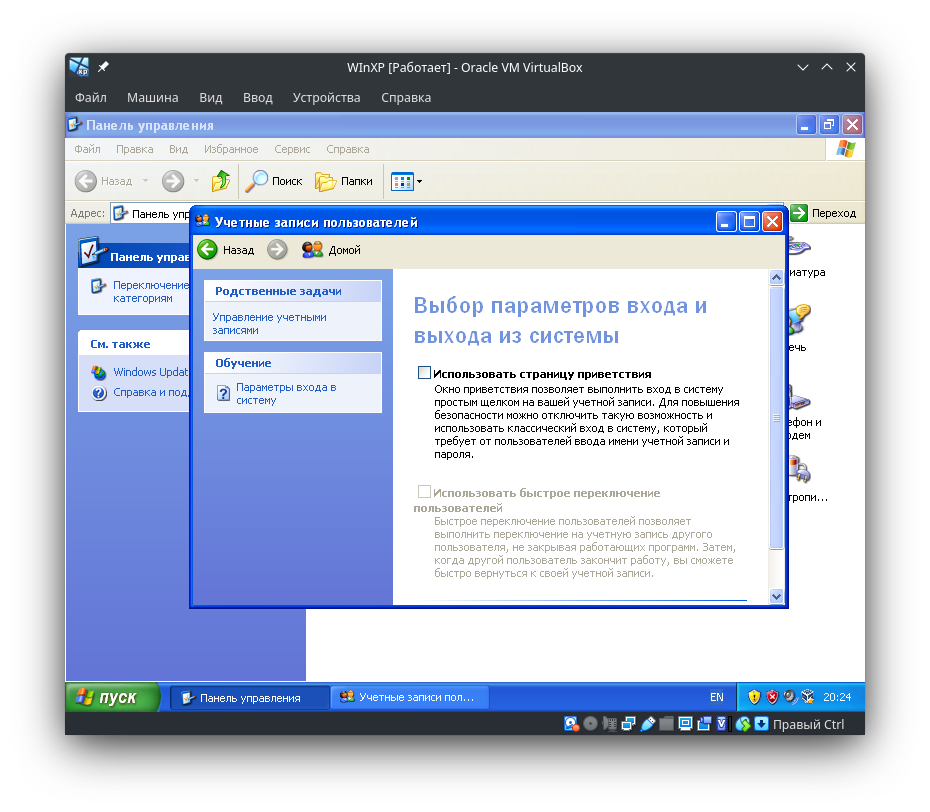 WInXP [Работает] - Oracle VM VirtualBox
Файл Машина Вид Ввод Устройства Справка
Панель управления
Файл Правка Вид Избранное Сервис Справка
Назад Поиск Папки
Адрес: Панель упр Переход
Учетные записи пользователей
Назад Домой
Панель управ
Переключение
категориям
См. также
Windows Updat
Справка и под
Родственные задачи
Управление учетными
записями
Обучение
Параметры входа в
систему
Выбор параметров входа и
выхода из системы
Использовать страницу приветствия
Окно приветствия позволяет выполнить вход в систему
простым щелком на вашей учетной записи. Для повышения
безопасности можно отключить такую возможность и
использовать классический вход в систему, который
требует от пользователей ввода имени учетной записи и
пароля.
Использовать быстрое переключение
пользователей
Быстрое переключение пользователей позволяет
выполнить переключение на учетную запись другого
пользователя, не закрывая работающих программ. Затем,
когда другой пользователь закончит работу, вы сможете
быстро вернуться к своей учетной записи.
иатура
ечь
ефон и
дем
тропи...
пуск Панель управления Учетные записи пол... EN 20:24
Правый Ctrl